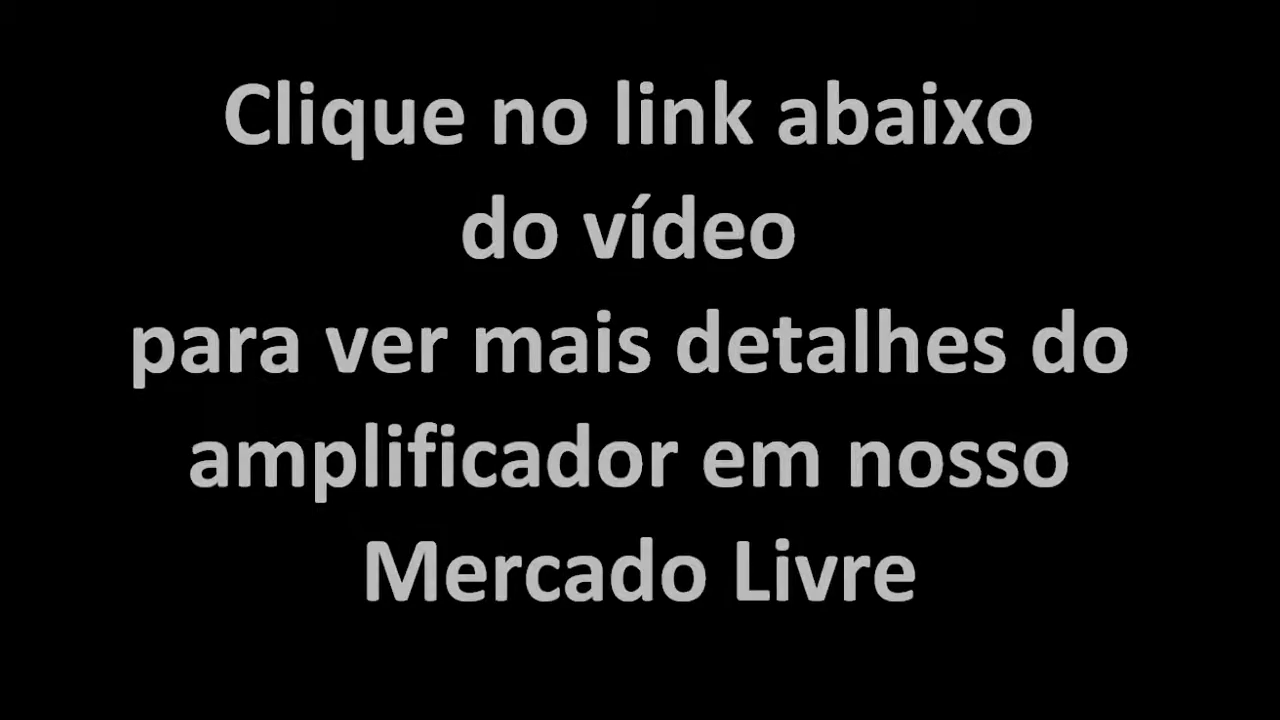 Clique no link abaixo
do vídeo
para ver mais detalhes do
amplificador em nosso
Mercado Livre